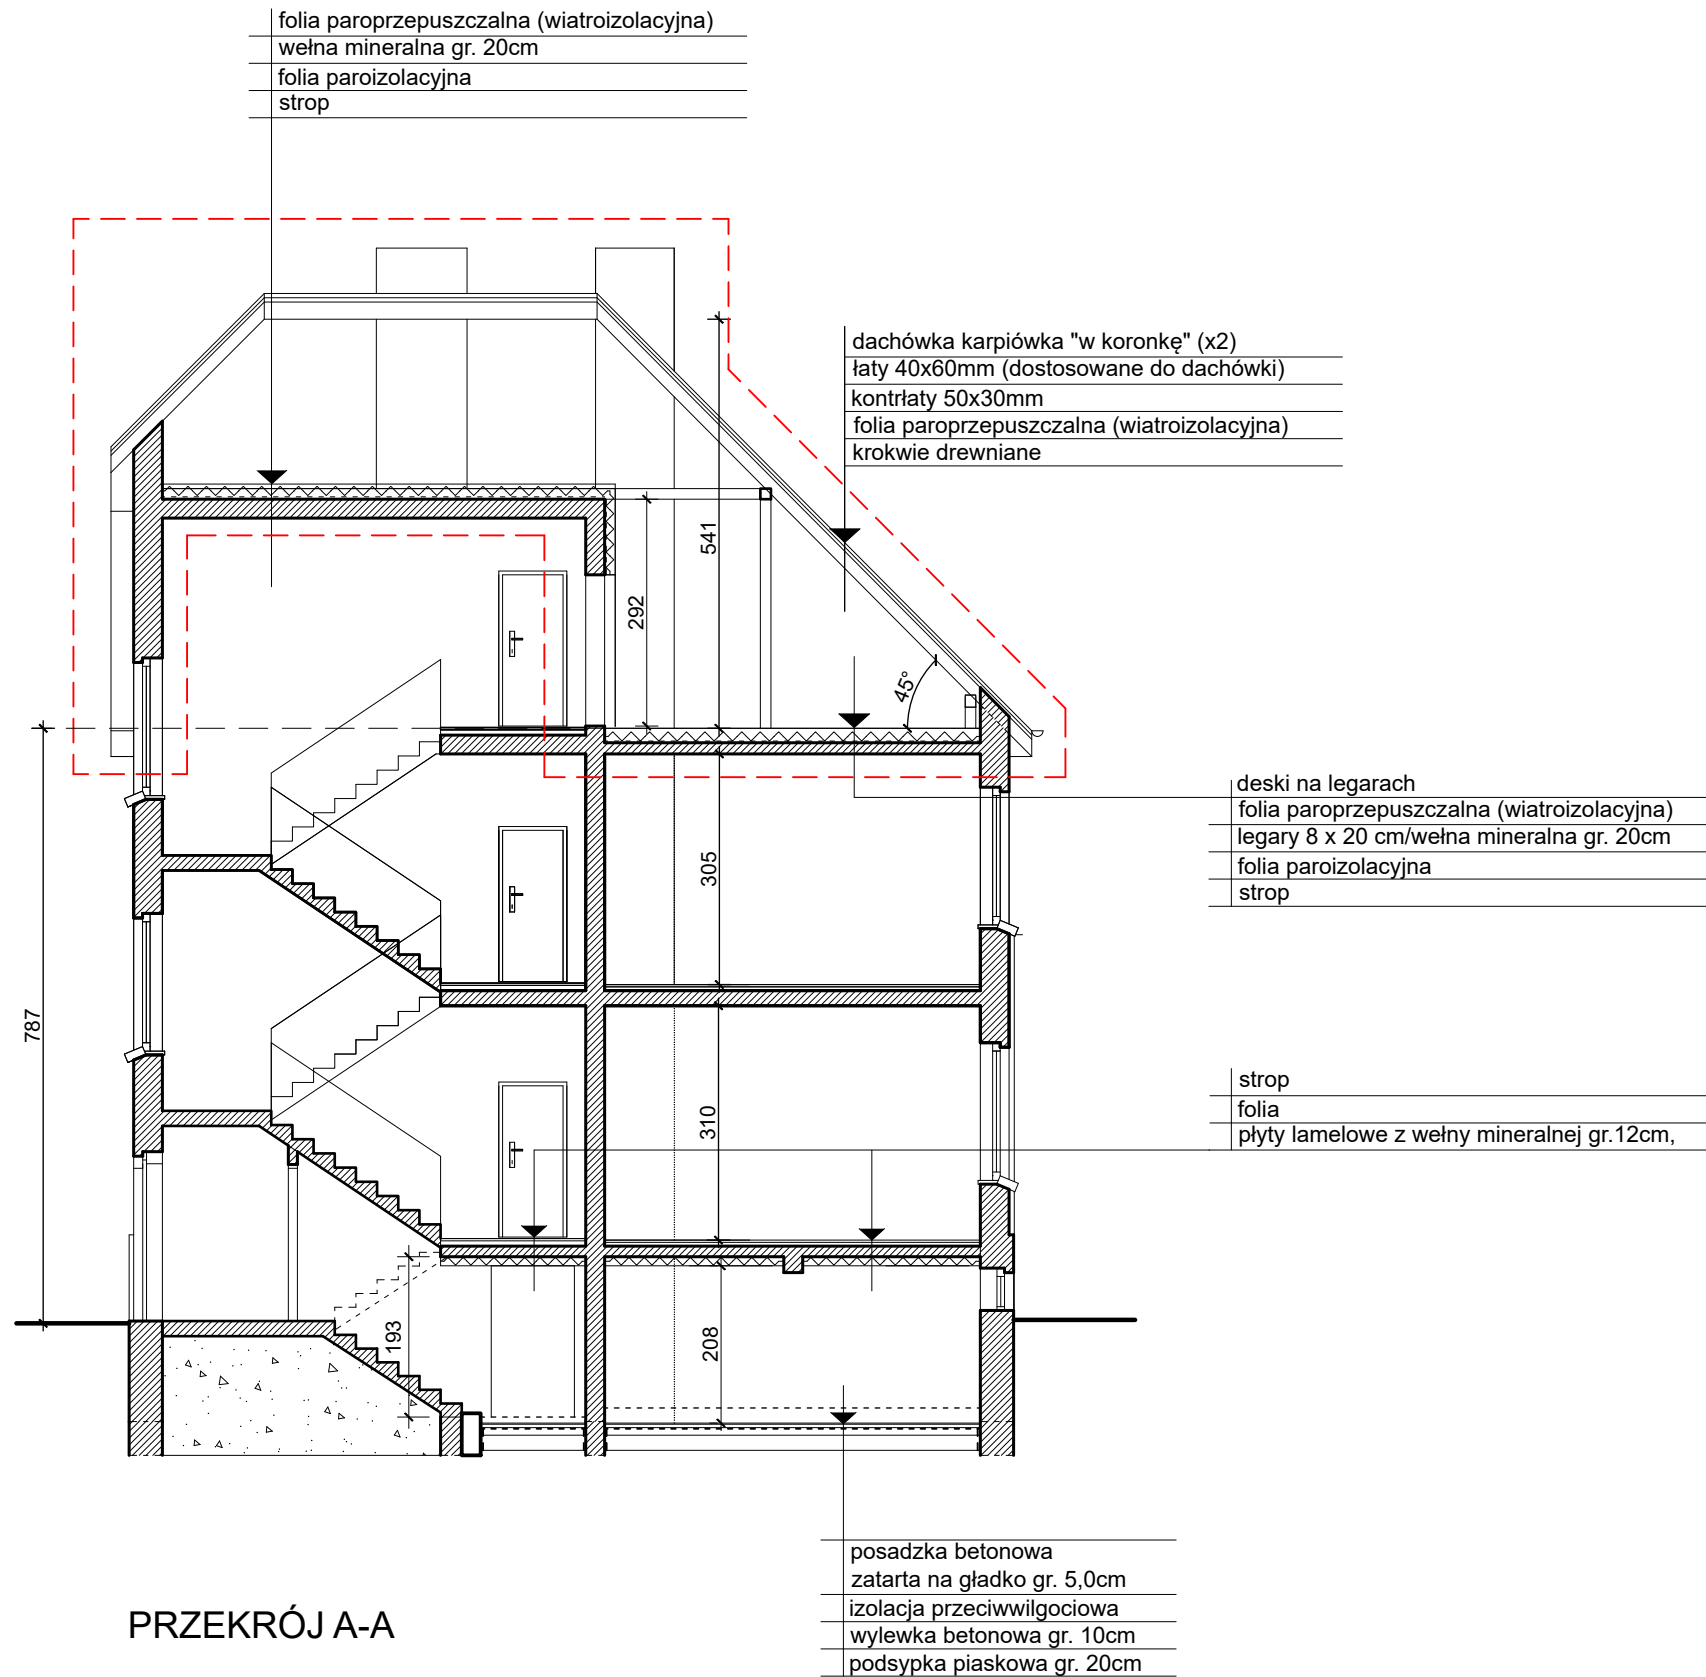 folia paroprzepuszczalna (wiatroizolacyjna)
wełna mineralna gr. 20cm
folia paroizolacyjna
strop
dachówka karpiówka "w koronkę" (x2)
łaty 40x60mm (dostosowane do dachówki)
kontrłaty 50x30mm
folia paroprzepuszczalna (wiatroizolacyjna)
krokwie drewniane
541
292
45°
deski na legarach
folia paroprzepuszczalna (wiatroizolacyjna)
legary 8 x 20 cm/wełna mineralna gr. 20cm
folia paroizolacyjna
strop
305
787
strop
folia
płyty lamelowe z wełny mineralnej gr.12cm,
310
193
208
posadzka betonowa
zatarta na gładko gr. 5,0cm
izolacja przeciwwilgociowa
wylewka betonowa gr. 10cm
podsypka piaskowa gr. 20cm
PRZEKRÓJ A-A